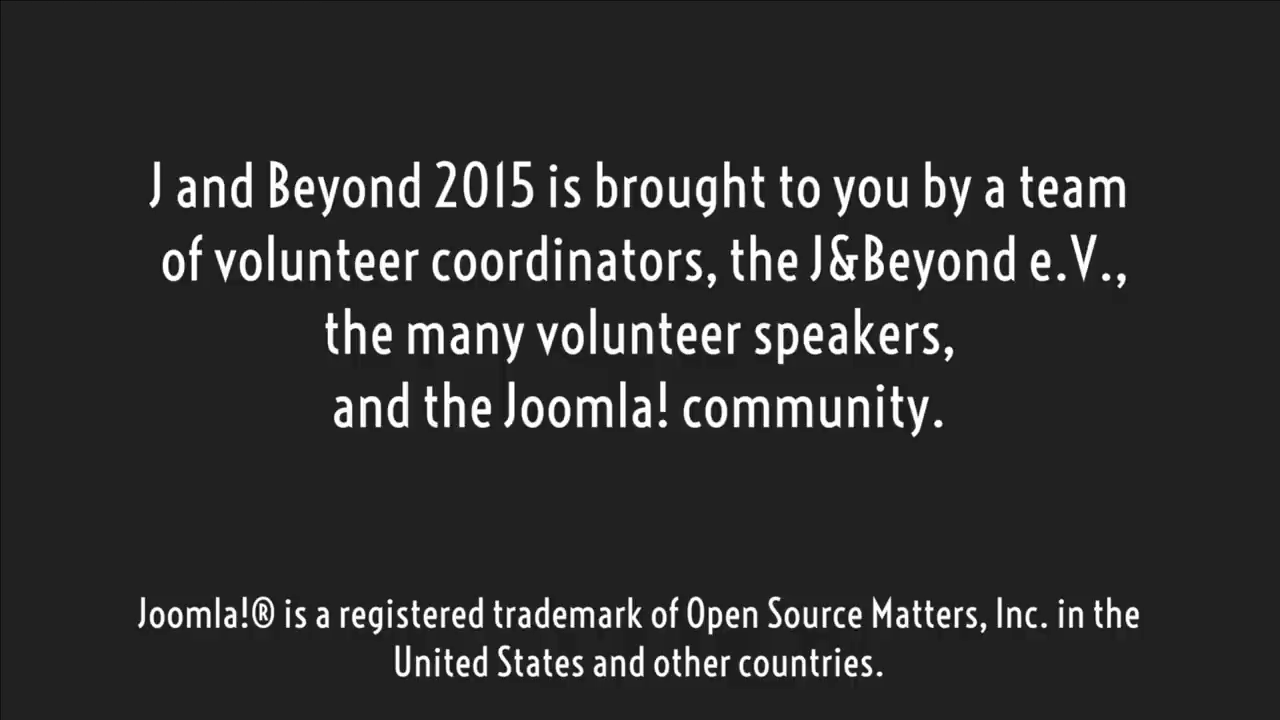 J and Beyond 2015 is brought to you by a team
of volunteer coordinators, the J&Beyond e.V.,
the many volunteer speakers,
and the Joomla! community.
Joomla!® is a registered trademark of Open Source Matters, Inc. in the
United States and other countries.